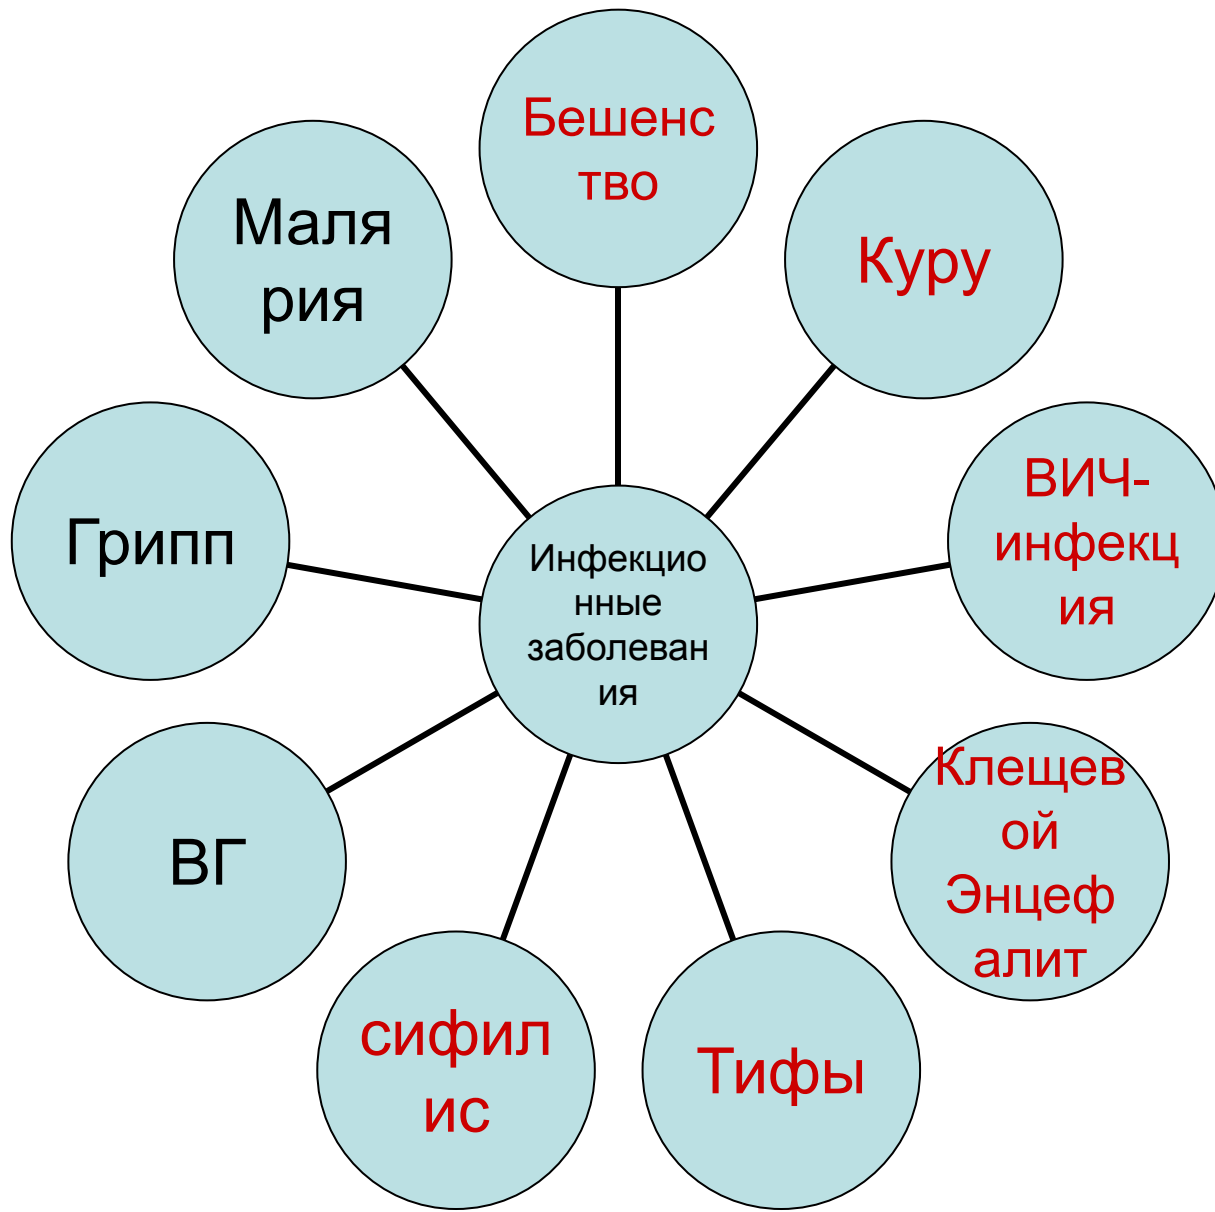 Бешенс
тво
Куру
ВИЧ-
инфекц
ия
Клещев
ой
Энцеф
алит
Тифы
сифил
ис
ВГ
Грипп
Маля
рия
Инфекцио
нные
заболеван
ия